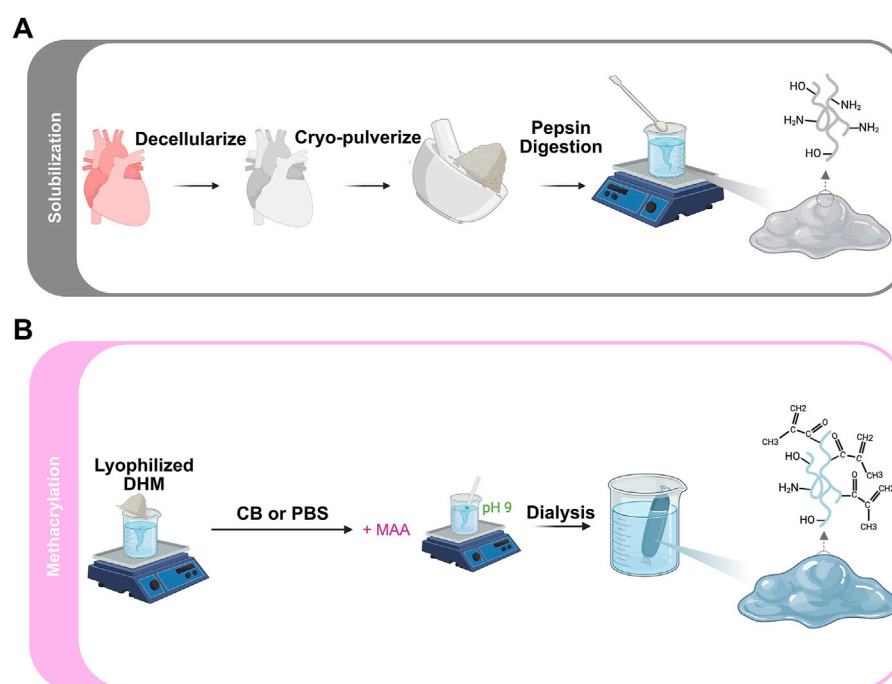 A
Solubilization
Decellularize
Cryo-pulverize
Pepsin
Digestion
HO
NH₂
H₂N
NH₂
HO
B
Methacrylation
Lyophilized
DHM
CB or PBS
+ MAA
pH 9
Dialysis
CH2
O
C
CH3
O
CH2
C
HO
CH3
O
CH2
H₂N
C
CH3
HO